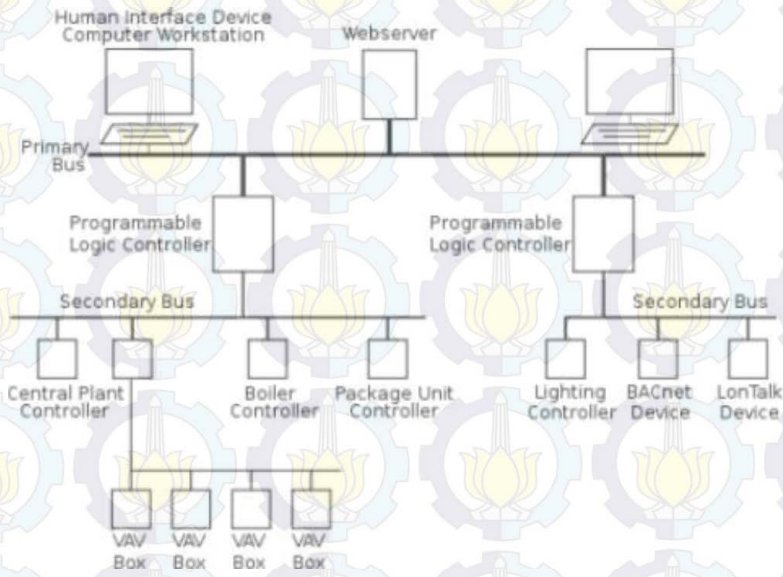 Human Interface Device
Computer Workstation
Webserver
Primary
Bus
Programmable
Logic Controller
Programmable
Logic Controller
Secondary Bus
Secondary Bus
Central Plant
Controller
Boiler
Controller
Package Unit
Controller
Lighting
Controller
BACnet
Device
LonTalk
Device
VAV
Box
VAV
Box
VAV
Box
VAV
Box